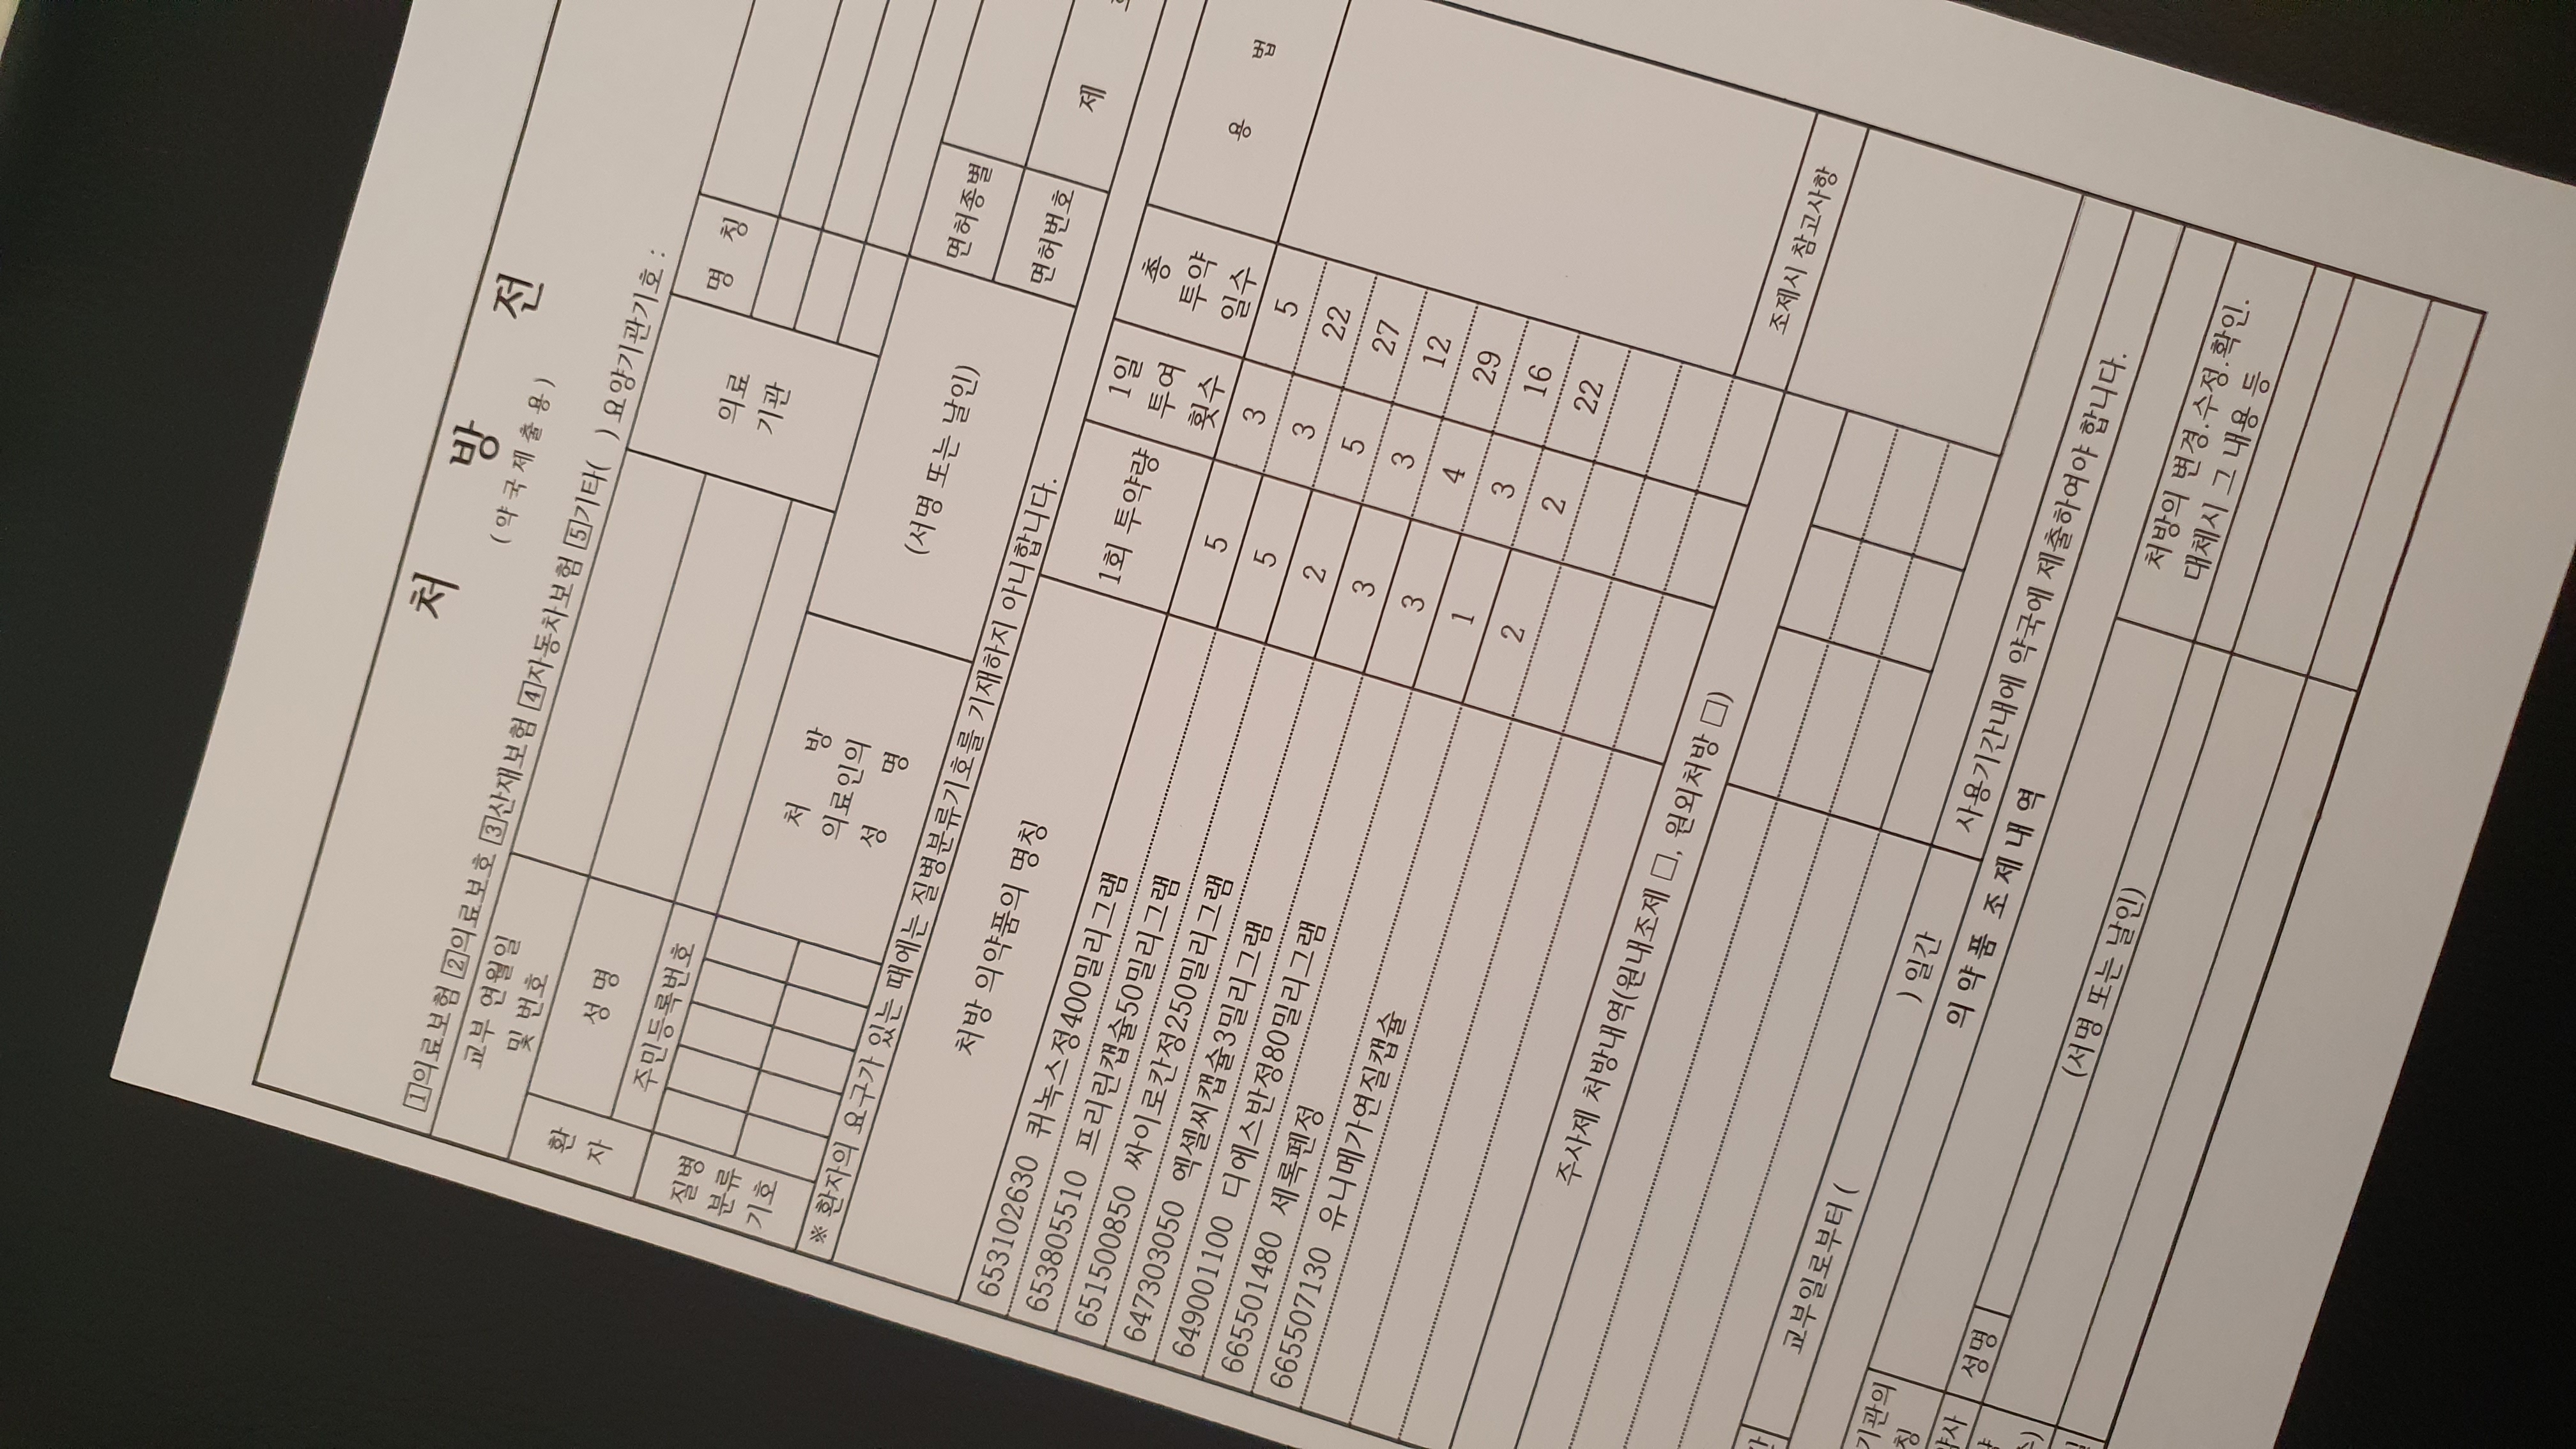 처 방 전
(약국제출용)
1의료보험 2의료보호 3산재보험 4자동차보험 5기타( ) 요양기관기호 :
교부 연월일
및 번호
환
자
성 명
주민등록번호
의료
기관
명 칭
질병
분류
기호
처 방
의료인의
성 명
(서명 또는 날인)
면허종별
면허번호
제
※ 환자의 요구가 있는 때에는 질병분류기호를 기재하지 아니합니다.
처방 의약품의 명칭
1회 투약량
1일
투여
횟수
총
투약
일수
용 법
653102630 퀴녹스정400밀리그램 5 3 5
653805510 프리린캡슐50밀리그램 5 3 22
651500850 싸이로칸정250밀리그램 2 5 27
647303050 엑셀씨캡슐3밀리그램 3 3 12
649001100 디에스반정80밀리그램 3 4 29
665501480 세록펜정 1 3 16
665507130 유니메가연질캡슐 2 2 22
주사제 처방내역(원내조제 □, 원외처방 □)
조제시 참고사항
교부일로부터 ( ) 일간
사용기간내에 약국에 제출하여야 합니다.
의 약 품 조 제 내 역
기관의
칭
약사
성명
(서명 또는 날인)
처방의 변경.수정.확인.
대체시 그 내용 등